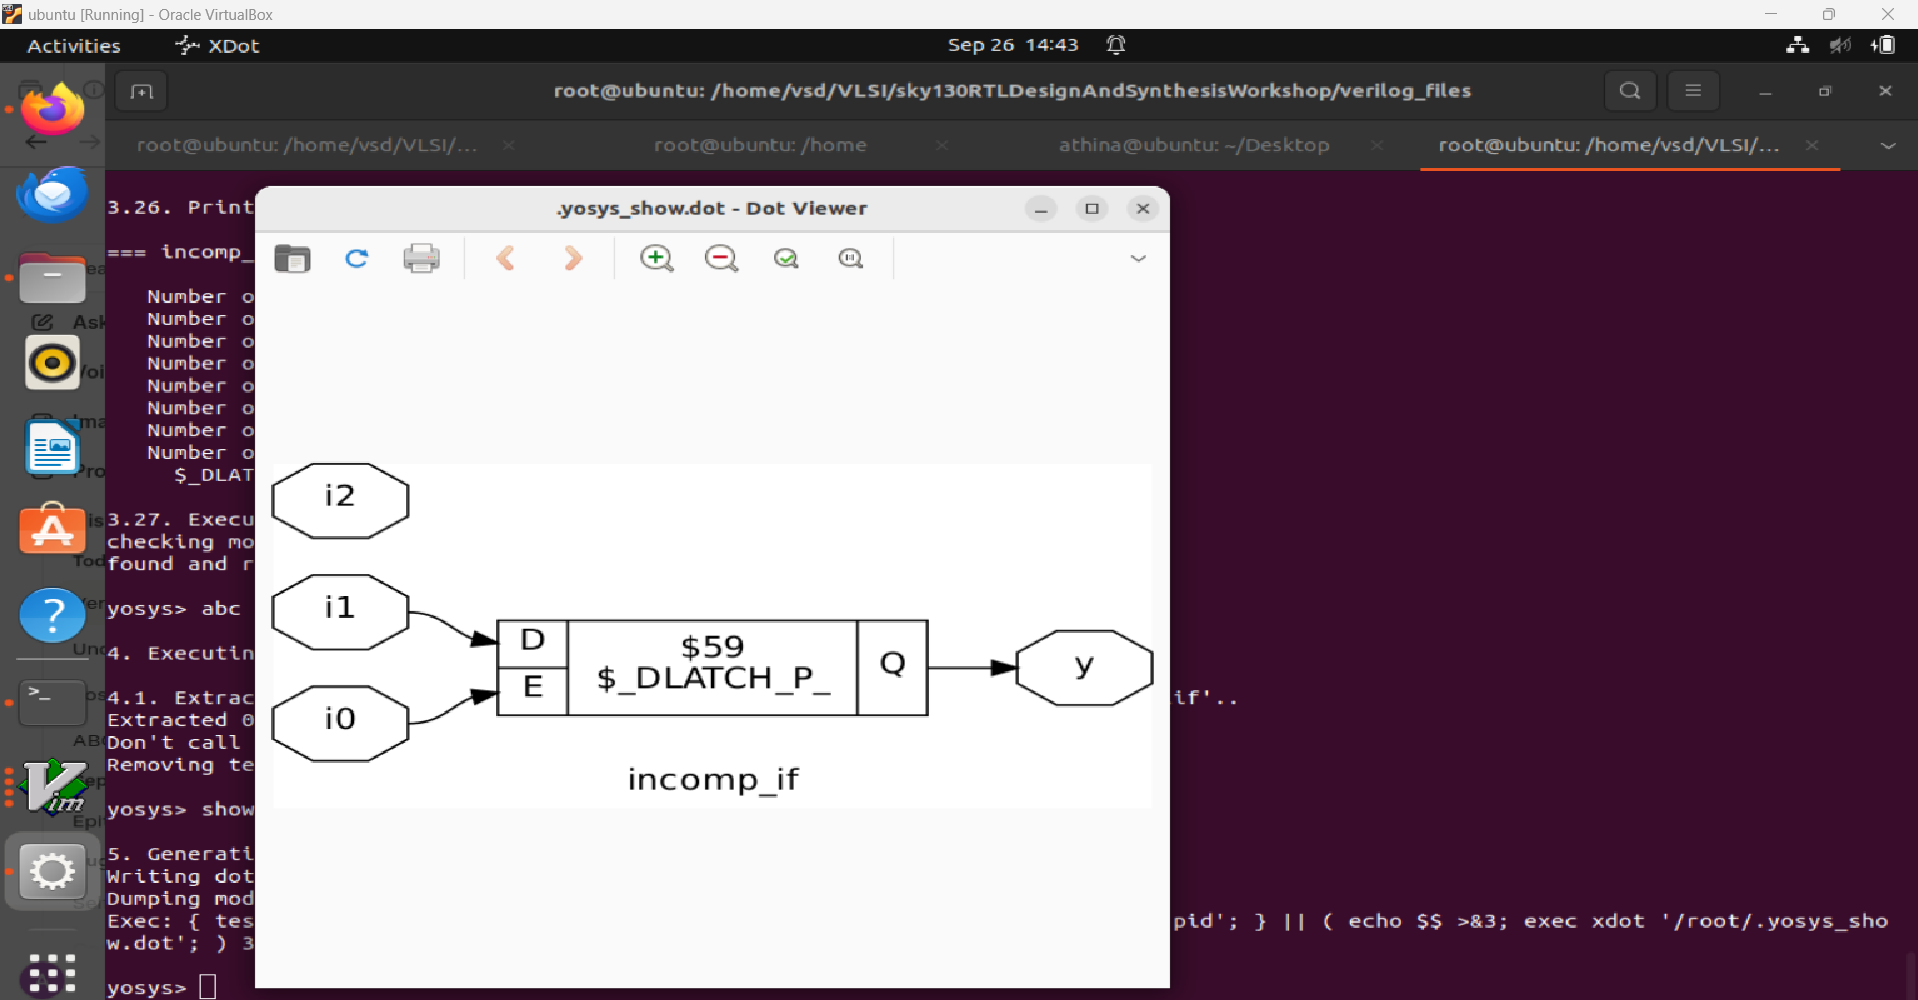 ubuntu [Running] - Oracle VirtualBox
Activities
XDot
Sep 26 14:43
root@ubuntu: /home/vsd/VLSI/sky130RTLDesignAndSynthesisWorkshop/verilog_files
root@ubuntu: /home/vsd/VLSI/...
root@ubuntu: /home
athina@ubuntu: ~/Desktop
root@ubuntu: /home/vsd/VLSI/...
3.26. Print
=== incomp_
Number o
Number o
Number o
Number o
Number o
Number o
Number o
Number o
$_DLAT
3.27. Execu
checking mo
found and r
yosys> abc
4. Executin
4.1. Extrac
if'..
Extracted 0
Don't call
Removing te
yosys> show
5. Generati
Writing dot
Dumping mod
Exec: { tes
pid'; } || ( echo $$ >&3; exec xdot '/root/.yosys_sho
w.dot'; ) 3
yosys>
.yosys_show.dot - Dot Viewer
i2
i1
i0
D
E
$59
$_DLATCH_P_
Q
y
incomp_if
Ask
Vim